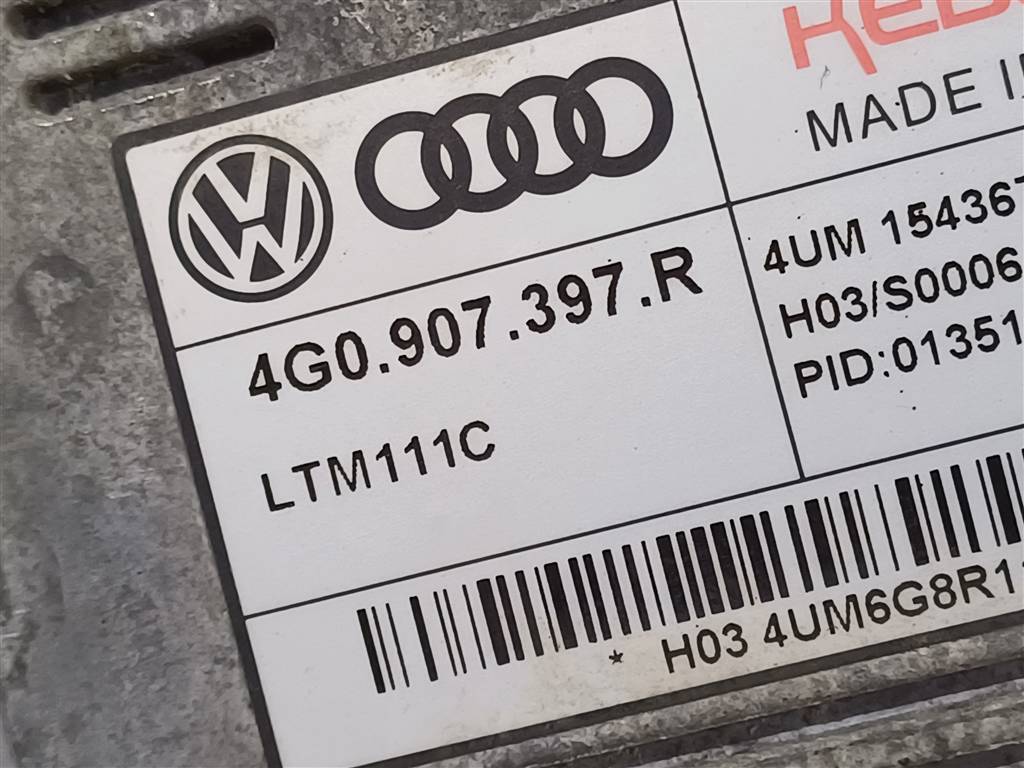 MADE
4G0.907.397.R
LTM111C
4UM 15436
H03/S0006
PID:01351
* H03 4UM6G8R1